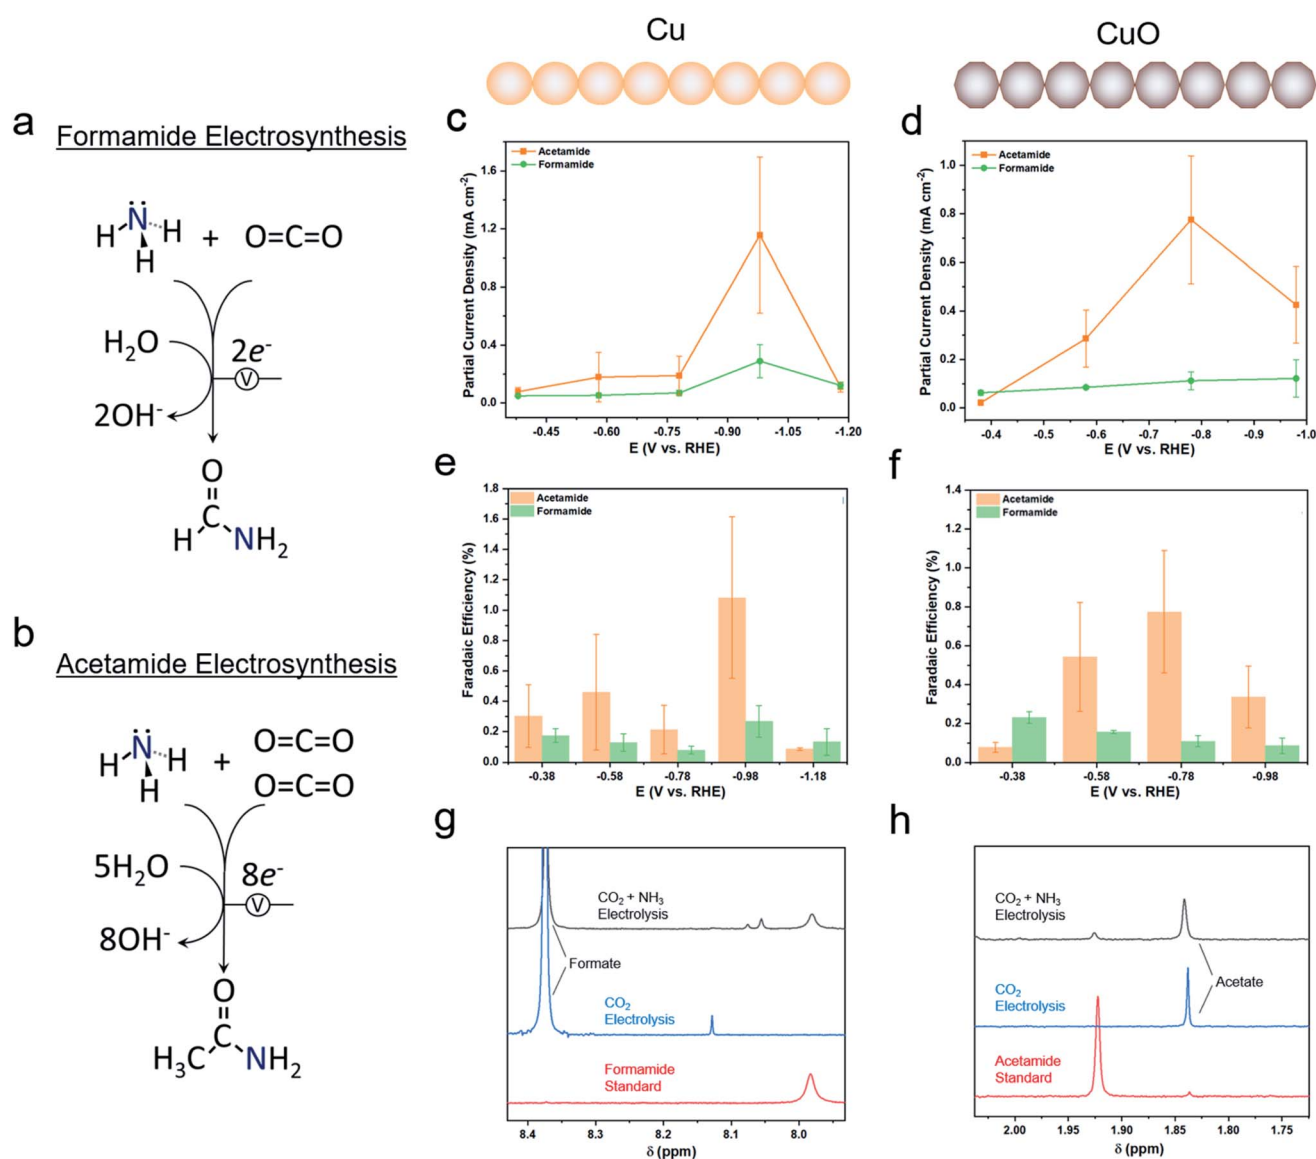 Cu
CuO
a
Formamide Electrosynthesis
N
H
H
H
+
O=C=O
H₂O
2e⁻
V
2OH⁻
O
C
H
NH₂
b
Acetamide Electrosynthesis
N
H
H
H
+
O=C=O
O=C=O
5H₂O
8e⁻
V
8OH⁻
O
C
H₃C
NH₂
c
Acetamide
Formamide
Partial Current Density (mA cm⁻²)
1.6
1.2
0.8
0.4
0.0
-0.45 -0.60 -0.75 -0.90 -1.05 -1.20
E (V vs. RHE)
d
Acetamide
Formamide
Partial Current Density (mA cm⁻²)
1.0
0.8
0.6
0.4
0.2
0.0
-0.4 -0.5 -0.6 -0.7 -0.8 -0.9 -1.0
E (V vs. RHE)
e
Acetamide
Formamide
Faradaic Efficiency (%)
1.8
1.6
1.4
1.2
1.0
0.8
0.6
0.4
0.2
0.0
-0.38 -0.58 -0.78 -0.98 -1.18
E (V vs. RHE)
f
Acetamide
Formamide
Faradaic Efficiency (%)
1.4
1.2
1.0
0.8
0.6
0.4
0.2
0.0
-0.38 -0.58 -0.78 -0.98
E (V vs. RHE)
g
CO₂ + NH₃
Electrolysis
Formate
CO₂
Electrolysis
Formamide
Standard
8.4 8.3 8.2 8.1 8.0
δ (ppm)
h
CO₂ + NH₃
Electrolysis
Acetate
CO₂
Electrolysis
Acetamide
Standard
2.00 1.95 1.90 1.85 1.80 1.75
δ (ppm)